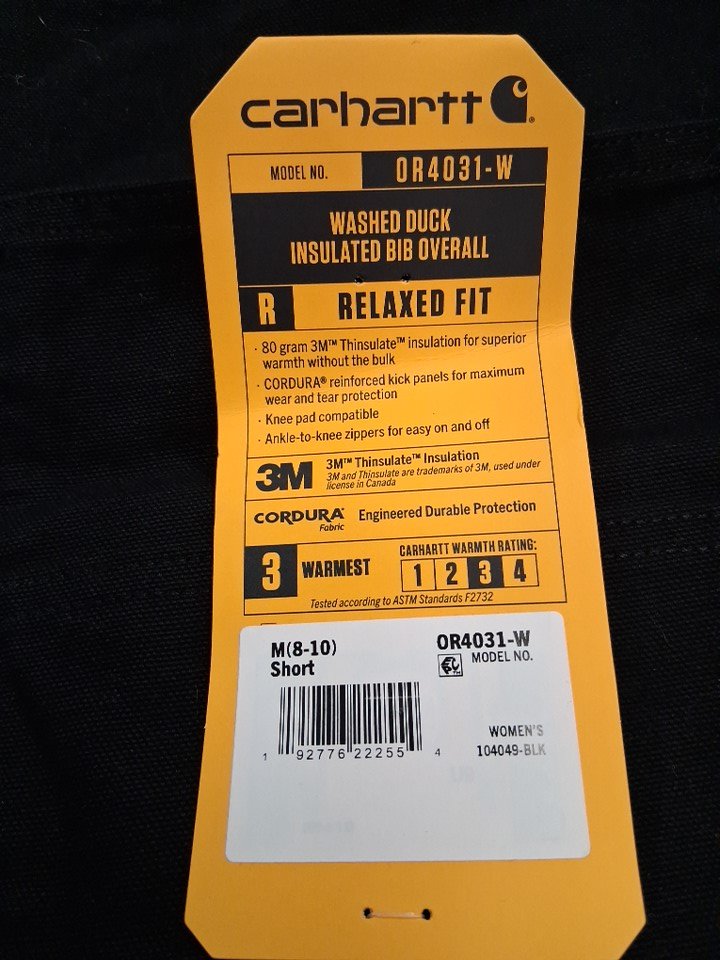 carhartt
MODEL NO. OR4031-W
WASHED DUCK
INSULATED BIB OVERALL
R RELAXED FIT
· 80 gram 3M™ Thinsulate™ insulation for superior
warmth without the bulk
· CORDURA® reinforced kick panels for maximum
wear and tear protection
· Knee pad compatible
· Ankle-to-knee zippers for easy on and off
3M 3M™ Thinsulate™ Insulation
3M and Thinsulate are trademarks of 3M, used under
license in Canada
CORDURA® Fabric Engineered Durable Protection
3 WARMEST
CARHARTT WARMTH RATING:
1 2 3 4
Tested according to ASTM Standards F2732
M(8-10) OR4031-W
Short MODEL NO.
1 92776 22255 4
WOMEN'S
104049-BLK